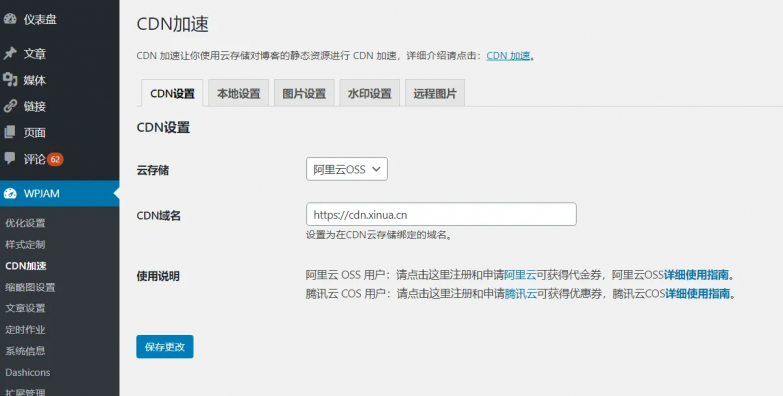 仪表盘
文章
媒体
链接
页面
评论 62
WPJAM
优化设置
样式定制
CDN加速
缩略图设置
文章设置
定时作业
系统信息
Dashicons
扩展管理
CDN加速
CDN 加速让你使用云存储对博客的静态资源进行 CDN 加速，详细介绍请点击：CDN 加速。
CDN设置 本地设置 图片设置 水印设置 远程图片
CDN设置
云存储 阿里云OSS
CDN域名 https://cdn.xinua.cn
设置为在CDN云存储绑定的域名。
使用说明 阿里云 OSS 用户：请点击这里注册和申请阿里云可获得代金券，阿里云OSS详细使用指南。
腾讯云 COS 用户：请点击这里注册和申请腾讯云可获得优惠券，腾讯云COS详细使用指南。
保存更改